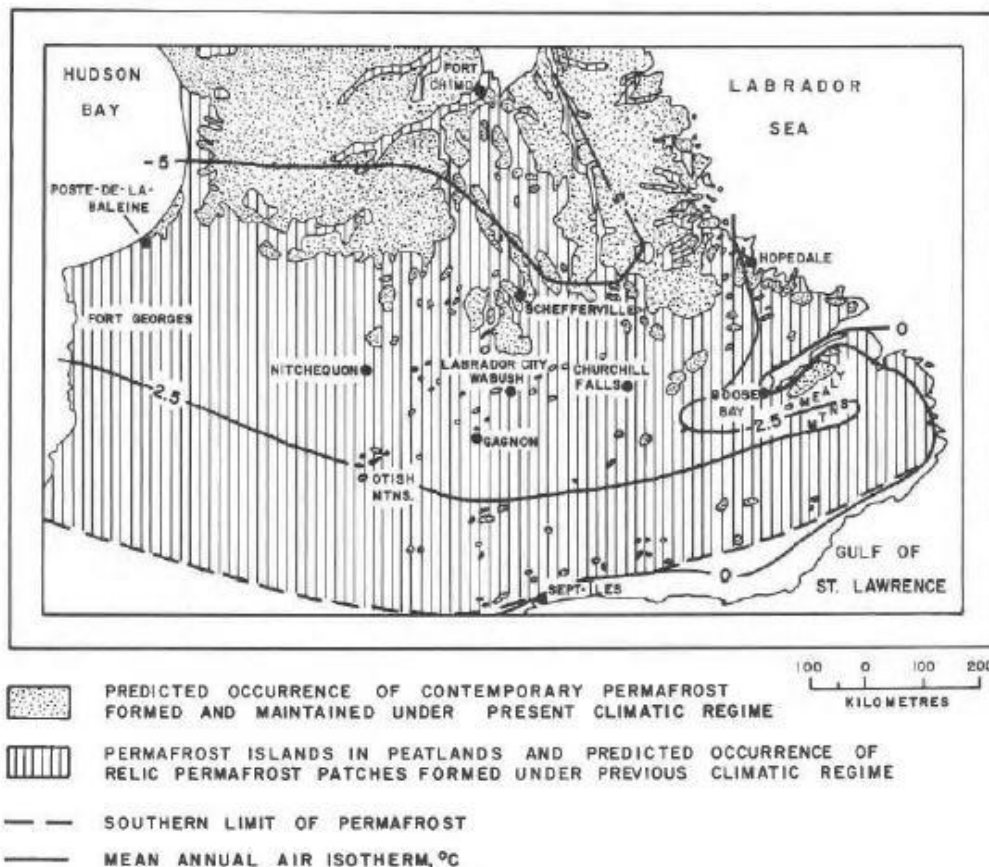 HUDSON
BAY
FORT
CHIMO
LABRADOR
SEA
-5
POSTE-DE-LA-
BALEINE
HOPEDALE
FORT GEORGES
SCHEFFERVILLE
0
NITCHEQUON
LABRADOR CITY
WABUSH
CHURCHILL
FALLS
GOOSE
BAY
MEALY
MTNS
-2.5
-2.5
GAGNON
OTISH
MTNS.
GULF OF
ST. LAWRENCE
0
SEPT-ILES
100 0 100 200
KILOMETRES
PREDICTED OCCURRENCE OF CONTEMPORARY PERMAFROST
FORMED AND MAINTAINED UNDER PRESENT CLIMATIC REGIME
PERMAFROST ISLANDS IN PEATLANDS AND PREDICTED OCCURRENCE OF
RELIC PERMAFROST PATCHES FORMED UNDER PREVIOUS CLIMATIC REGIME
SOUTHERN LIMIT OF PERMAFROST
MEAN ANNUAL AIR ISOTHERM, °C